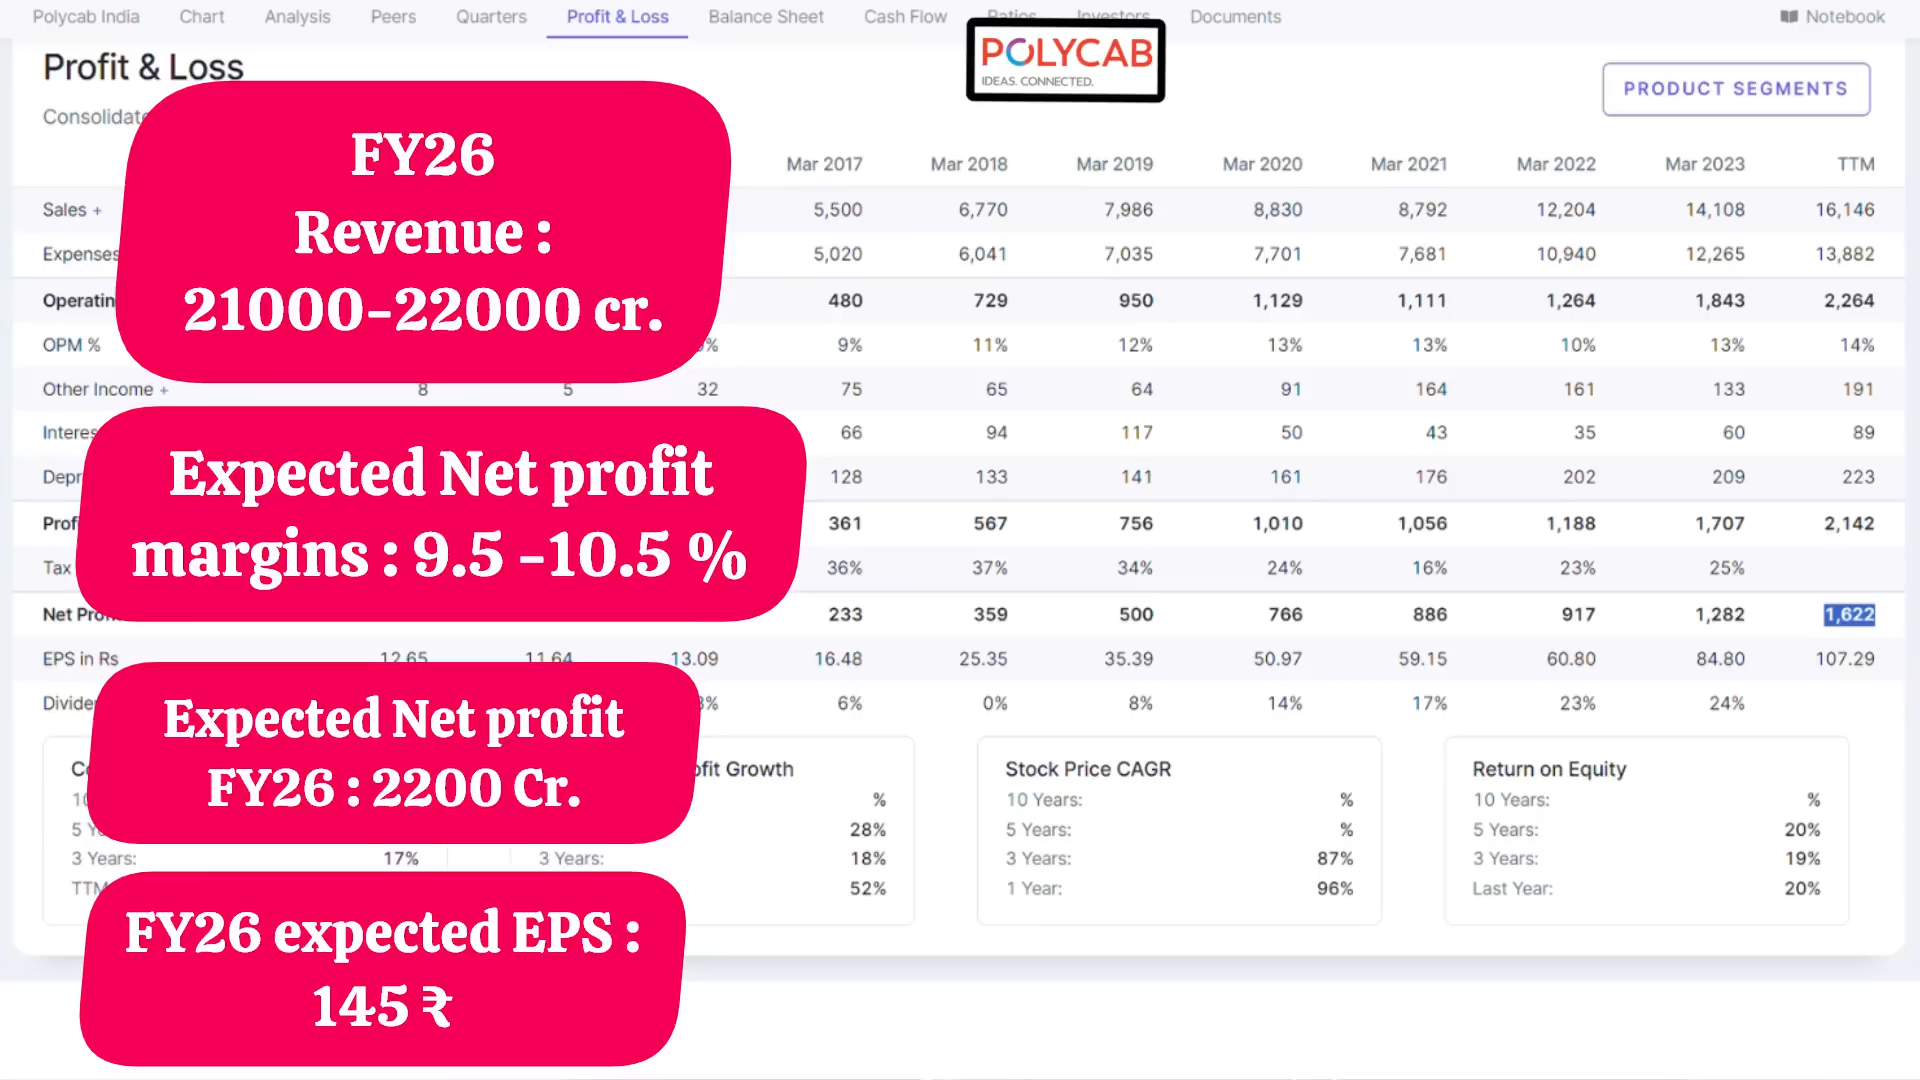 Polycab India Chart Analysis Peers Quarters Profit & Loss Balance Sheet Cash Flow Ratios Investors Documents Notebook
POLYCAB
IDEAS. CONNECTED.
Profit & Loss
PRODUCT SEGMENTS
FY26
Revenue :
21000-22000 cr.
Mar 2017 Mar 2018 Mar 2019 Mar 2020 Mar 2021 Mar 2022 Mar 2023 TTM
Sales + 5,500 6,770 7,986 8,830 8,792 12,204 14,108 16,146
Expenses 5,020 6,041 7,035 7,701 7,681 10,940 12,265 13,882
480 729 950 1,129 1,111 1,264 1,843 2,264
OPM % 9% 11% 12% 13% 13% 10% 13% 14%
Other Income + 8 5 32 75 65 64 91 164 161 133 191
66 94 117 50 43 35 60 89
Expected Net profit
margins : 9.5 -10.5 %
128 133 141 161 176 202 209 223
361 567 756 1,010 1,056 1,188 1,707 2,142
Tax 36% 37% 34% 24% 16% 23% 25%
Net 233 359 500 766 886 917 1,282 1,622
EPS in Rs 12.65 11.64 13.09 16.48 25.35 35.39 50.97 59.15 60.80 84.80 107.29
6% 0% 8% 14% 17% 23% 24%
Expected Net profit
FY26 : 2200 Cr.
Growth
%
28%
3 Years: 17% 3 Years: 18%
TTM 52%
Stock Price CAGR
10 Years: %
5 Years: %
3 Years: 87%
1 Year: 96%
Return on Equity
10 Years: %
5 Years: 20%
3 Years: 19%
Last Year: 20%
FY26 expected EPS :
145 ₹